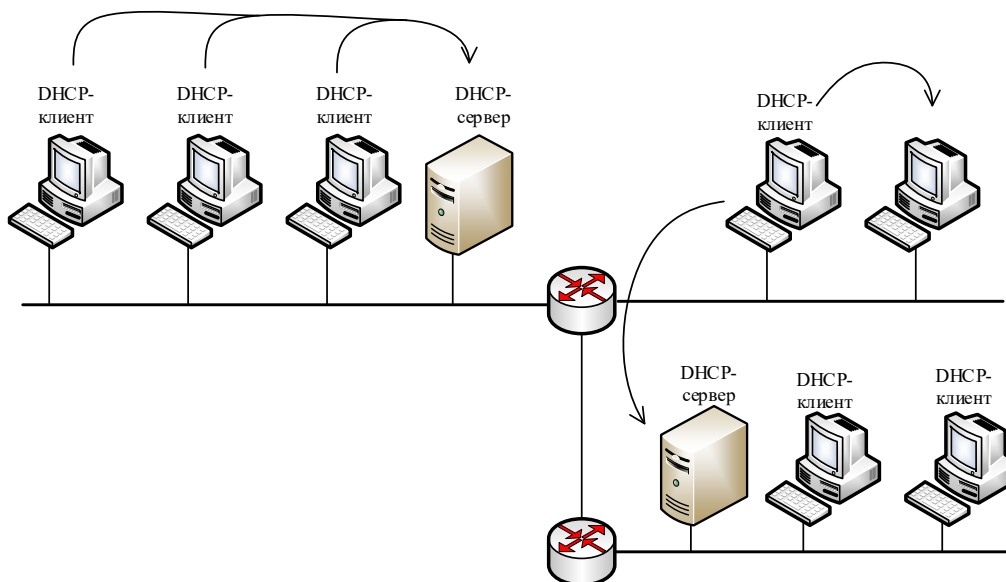 DHCP-
клиент
DHCP-
клиент
DHCP-
клиент
DHCP-
сервер
DHCP-
клиент
DHCP-
сервер
DHCP-
клиент
DHCP-
клиент